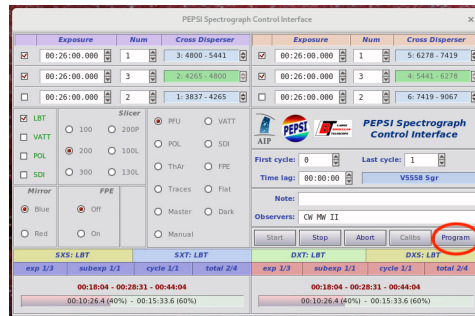 PEPSI Spectrograph Control Interface ×
Exposure Num Cross Disperser Exposure Num Cross Disperser
00:26:00.000 1 3: 4800 - 5441 00:26:00.000 1 5: 6278 - 7419
00:26:00.000 3 2: 4265 - 4800 00:26:00.000 3 4: 5441 - 6278
00:26:00.000 2 1: 3837 - 4265 00:26:00.000 2 6: 7419 - 9067
LBT Slicer PFU VATT
VATT 100 200P POL SDI
POL 200 100L ThAr FPE
SDI 300 130L Traces Flat
Mirror FPE Master Dark
Blue Off Manual
Red On
AIP PEPSI PEPSI Spectrograph
Control Interface
First cycle: 0 Last cycle: 1
Time lag: 00:00:00 V5558 Sgr
Note:
Observers: CW MW II
Start Stop Abort Calibs Program
SXS: LBT SXT: LBT DXT: LBT DXS: LBT
exp 1/3 subexp 1/1 cycle 1/1 total 2/4 exp 1/3 subexp 1/1 cycle 1/1 total 2/4
00:18:04 - 00:28:31 - 00:44:04 00:18:04 - 00:28:31 - 00:44:04
00:10:26.4 (40%) - 00:15:33.6 (60%) 00:10:26.4 (40%) - 00:15:33.6 (60%)